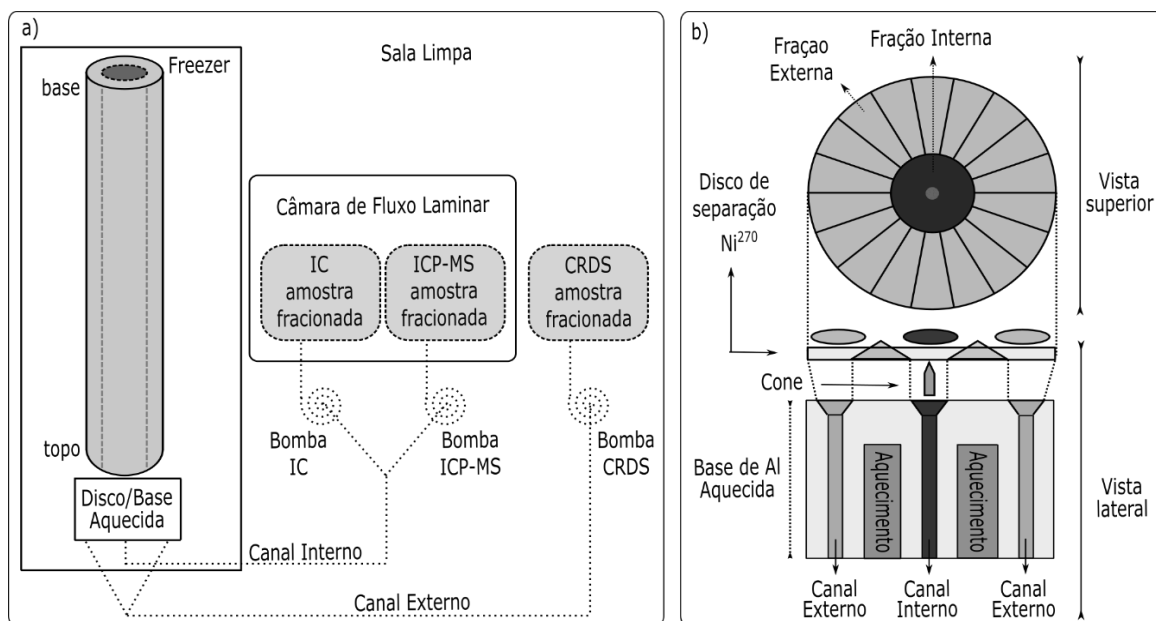 a)
Sala Limpa
Freezer
base
topo
Disco/Base
Aquecida
Câmara de Fluxo Laminar
IC
amostra
fracionada
ICP-MS
amostra
fracionada
CRDS
amostra
fracionada
Bomba
IC
Bomba
ICP-MS
Bomba
CRDS
Canal Interno
Canal Externo
b)
Fraçao
Externa
Fração Interna
Disco de
separação
Ni²⁷⁰
Vista
superior
Cone
Base de Al
Aquecida
Aquecimento
Aquecimento
Vista
lateral
Canal
Externo
Canal
Interno
Canal
Externo